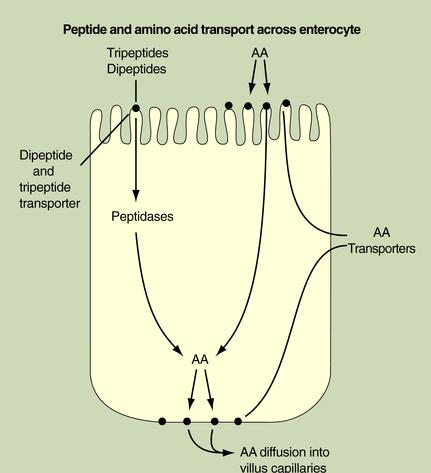 Peptide and amino acid transport across enterocyte
Tripeptides
Dipeptides
AA
Dipeptide
and
tripeptide
transporter
Peptidases
AA
Transporters
AA
AA diffusion into
villus capillaries